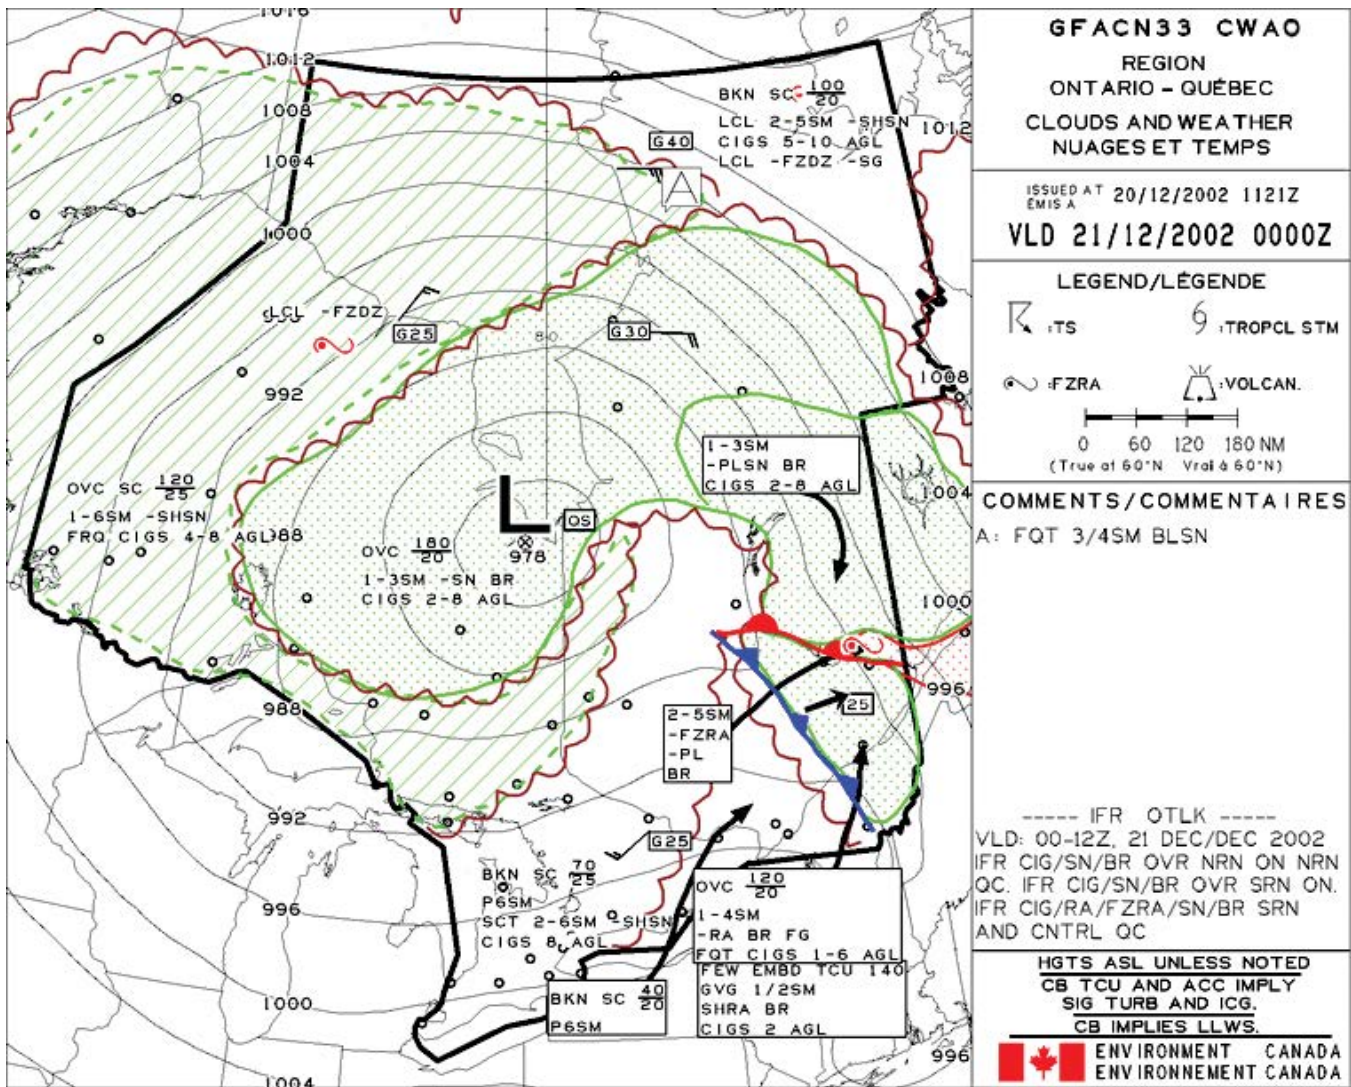 1016
1012
1008
1004
1000
992
988
988
992
996
1000
1004
1012
1008
1004
1000
996
996
80
BKN SC 100/20
LCL 2-5SM -SHSN
CIGS 5-10 AGL
LCL -FZDZ -SG
G40
A
LCL -FZDZ
G25
G30
1-3SM
-PLSN BR
CIGS 2-8 AGL
OVC SC 120/25
1-6SM -SHSN
FRQ CIGS 4-8 AGL
L
QS
978
OVC 180/20
1-3SM -SN BR
CIGS 2-8 AGL
25
2-5SM
-FZRA
-PL
BR
G25
BKN SC 70/25
P6SM
SCT 2-6SM -SHSN
CIGS 8 AGL
OVC 120/20
1-4SM
-RA BR FG
FQT CIGS 1-6 AGL
FEW EMBD TCU 140
GVG 1/2SM
SHRA BR
CIGS 2 AGL
BKN SC 40/20
P6SM
GFACN33 CWAO
REGION
ONTARIO - QUÉBEC
CLOUDS AND WEATHER
NUAGES ET TEMPS
ISSUED AT 20/12/2002 1121Z
ÉMIS A
VLD 21/12/2002 0000Z
LEGEND/LÉGENDE
:TS
:TROPCL STM
:FZRA
:VOLCAN.
0 60 120 180 NM
(True at 60°N Vrai à 60°N)
COMMENTS/COMMENTAIRES
A: FQT 3/4SM BLSN
----- IFR OTLK -----
VLD: 00-12Z, 21 DEC/DEC 2002
IFR CIG/SN/BR OVR NRN ON NRN
QC. IFR CIG/SN/BR OVR SRN ON.
IFR CIG/RA/FZRA/SN/BR SRN
AND CNTRL QC
HGTS ASL UNLESS NOTED
CB TCU AND ACC IMPLY
SIG TURB AND ICG.
CB IMPLIES LLWS.
ENVIRONMENT CANADA
ENVIRONNEMENT CANADA